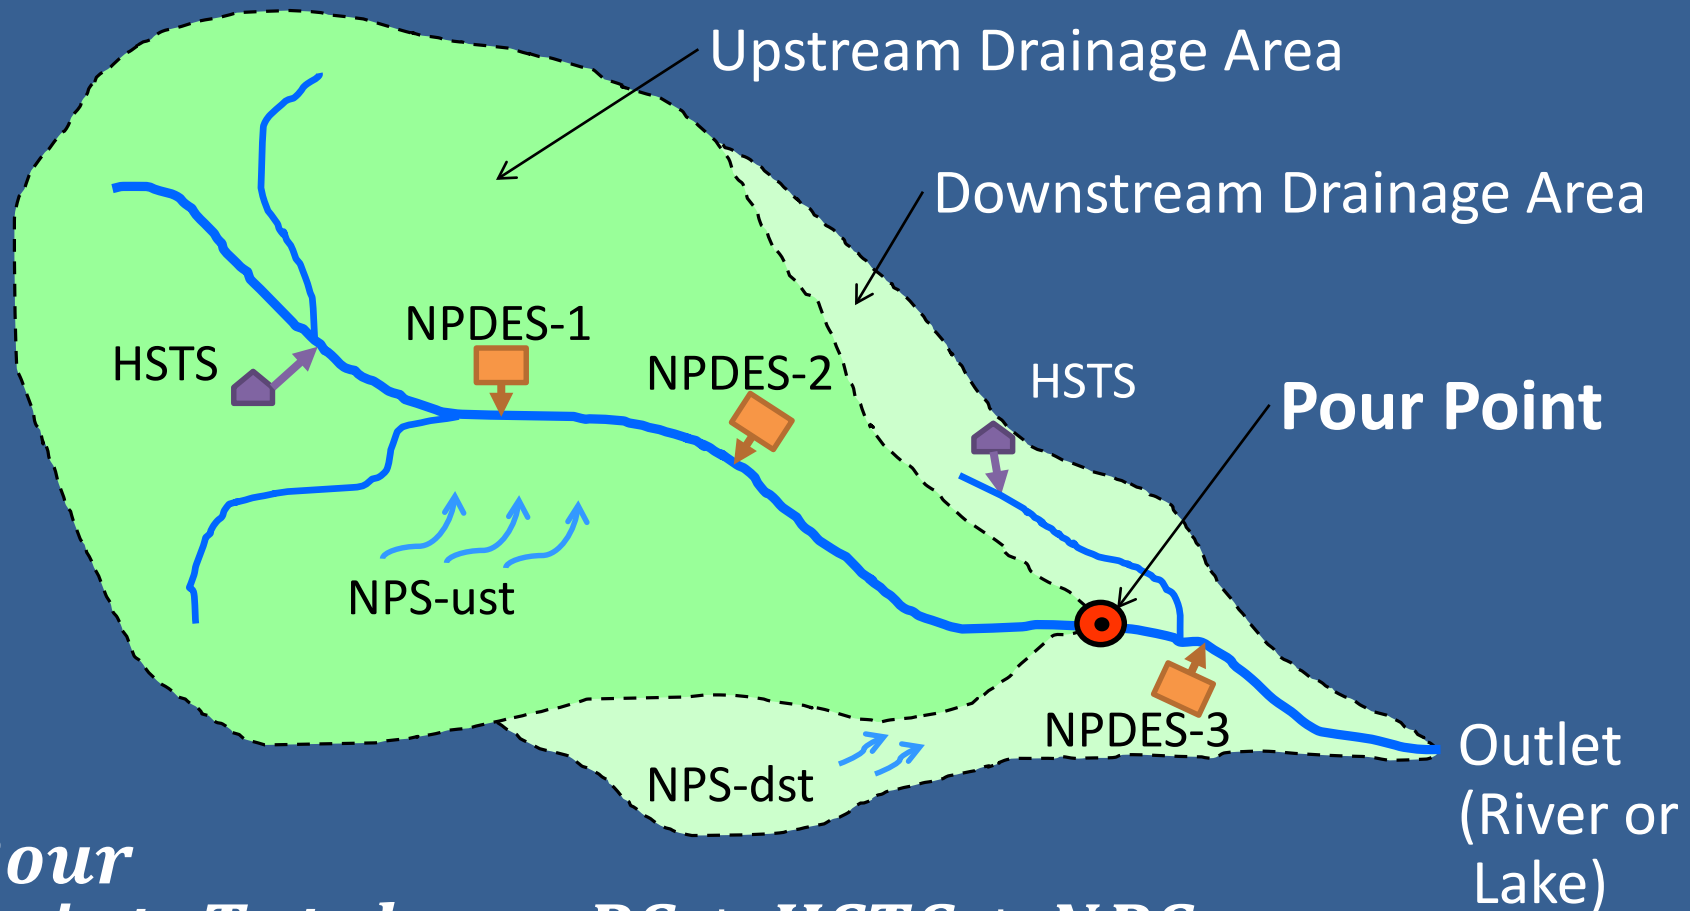 Upstream Drainage Area
Downstream Drainage Area
NPDES-1
HSTS
NPDES-2
HSTS
Pour Point
NPS-ust
NPDES-3
NPS-dst
Outlet
(River or
Lake)